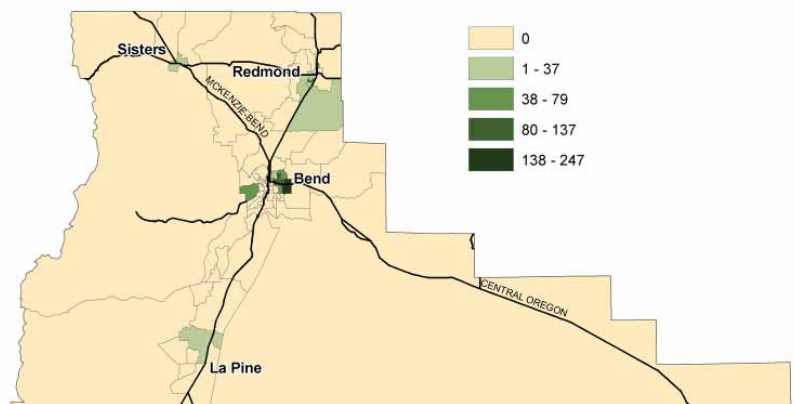 Sisters
Redmond
MCKENZIE-BEND
Bend
CENTRAL OREGON
La Pine
0
1 - 37
38 - 79
80 - 137
138 - 247